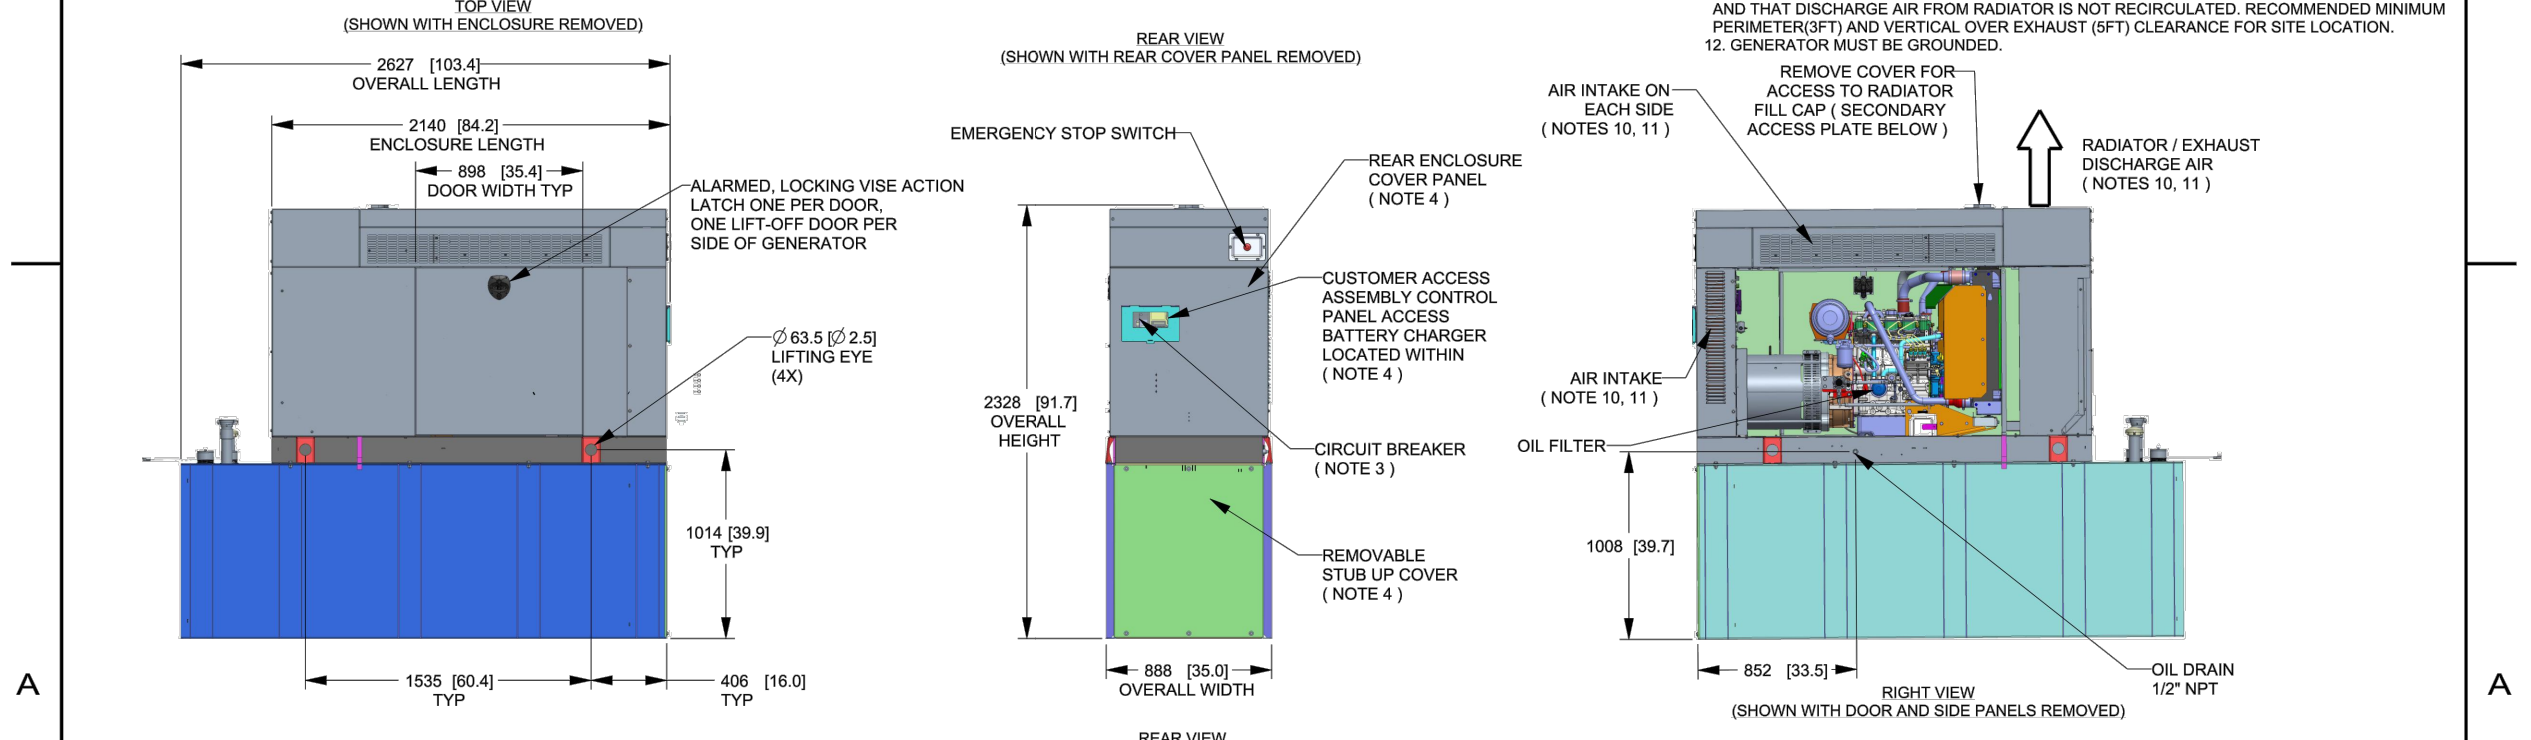 TOP VIEW
(SHOWN WITH ENCLOSURE REMOVED)
2627 [103.4]
OVERALL LENGTH
2140 [84.2]
ENCLOSURE LENGTH
898 [35.4]
DOOR WIDTH TYP
ALARMED, LOCKING VISE ACTION
LATCH ONE PER DOOR,
ONE LIFT-OFF DOOR PER
SIDE OF GENERATOR
∅ 63.5 [∅ 2.5]
LIFTING EYE
(4X)
1014 [39.9]
TYP
1535 [60.4]
TYP
406 [16.0]
TYP
A
REAR VIEW
(SHOWN WITH REAR COVER PANEL REMOVED)
EMERGENCY STOP SWITCH
REAR ENCLOSURE
COVER PANEL
( NOTE 4 )
CUSTOMER ACCESS
ASSEMBLY CONTROL
PANEL ACCESS
BATTERY CHARGER
LOCATED WITHIN
( NOTE 4 )
2328 [91.7]
OVERALL
HEIGHT
CIRCUIT BREAKER
( NOTE 3 )
REMOVABLE
STUB UP COVER
( NOTE 4 )
888 [35.0]
OVERALL WIDTH
REAR VIEW
AND THAT DISCHARGE AIR FROM RADIATOR IS NOT RECIRCULATED. RECOMMENDED MINIMUM
PERIMETER(3FT) AND VERTICAL OVER EXHAUST (5FT) CLEARANCE FOR SITE LOCATION.
12. GENERATOR MUST BE GROUNDED.
REMOVE COVER FOR
ACCESS TO RADIATOR
FILL CAP ( SECONDARY
ACCESS PLATE BELOW )
AIR INTAKE ON
EACH SIDE
( NOTES 10, 11 )
RADIATOR / EXHAUST
DISCHARGE AIR
( NOTES 10, 11 )
AIR INTAKE
( NOTE 10, 11 )
OIL FILTER
1008 [39.7]
852 [33.5]
OIL DRAIN
1/2" NPT
RIGHT VIEW
(SHOWN WITH DOOR AND SIDE PANELS REMOVED)
A